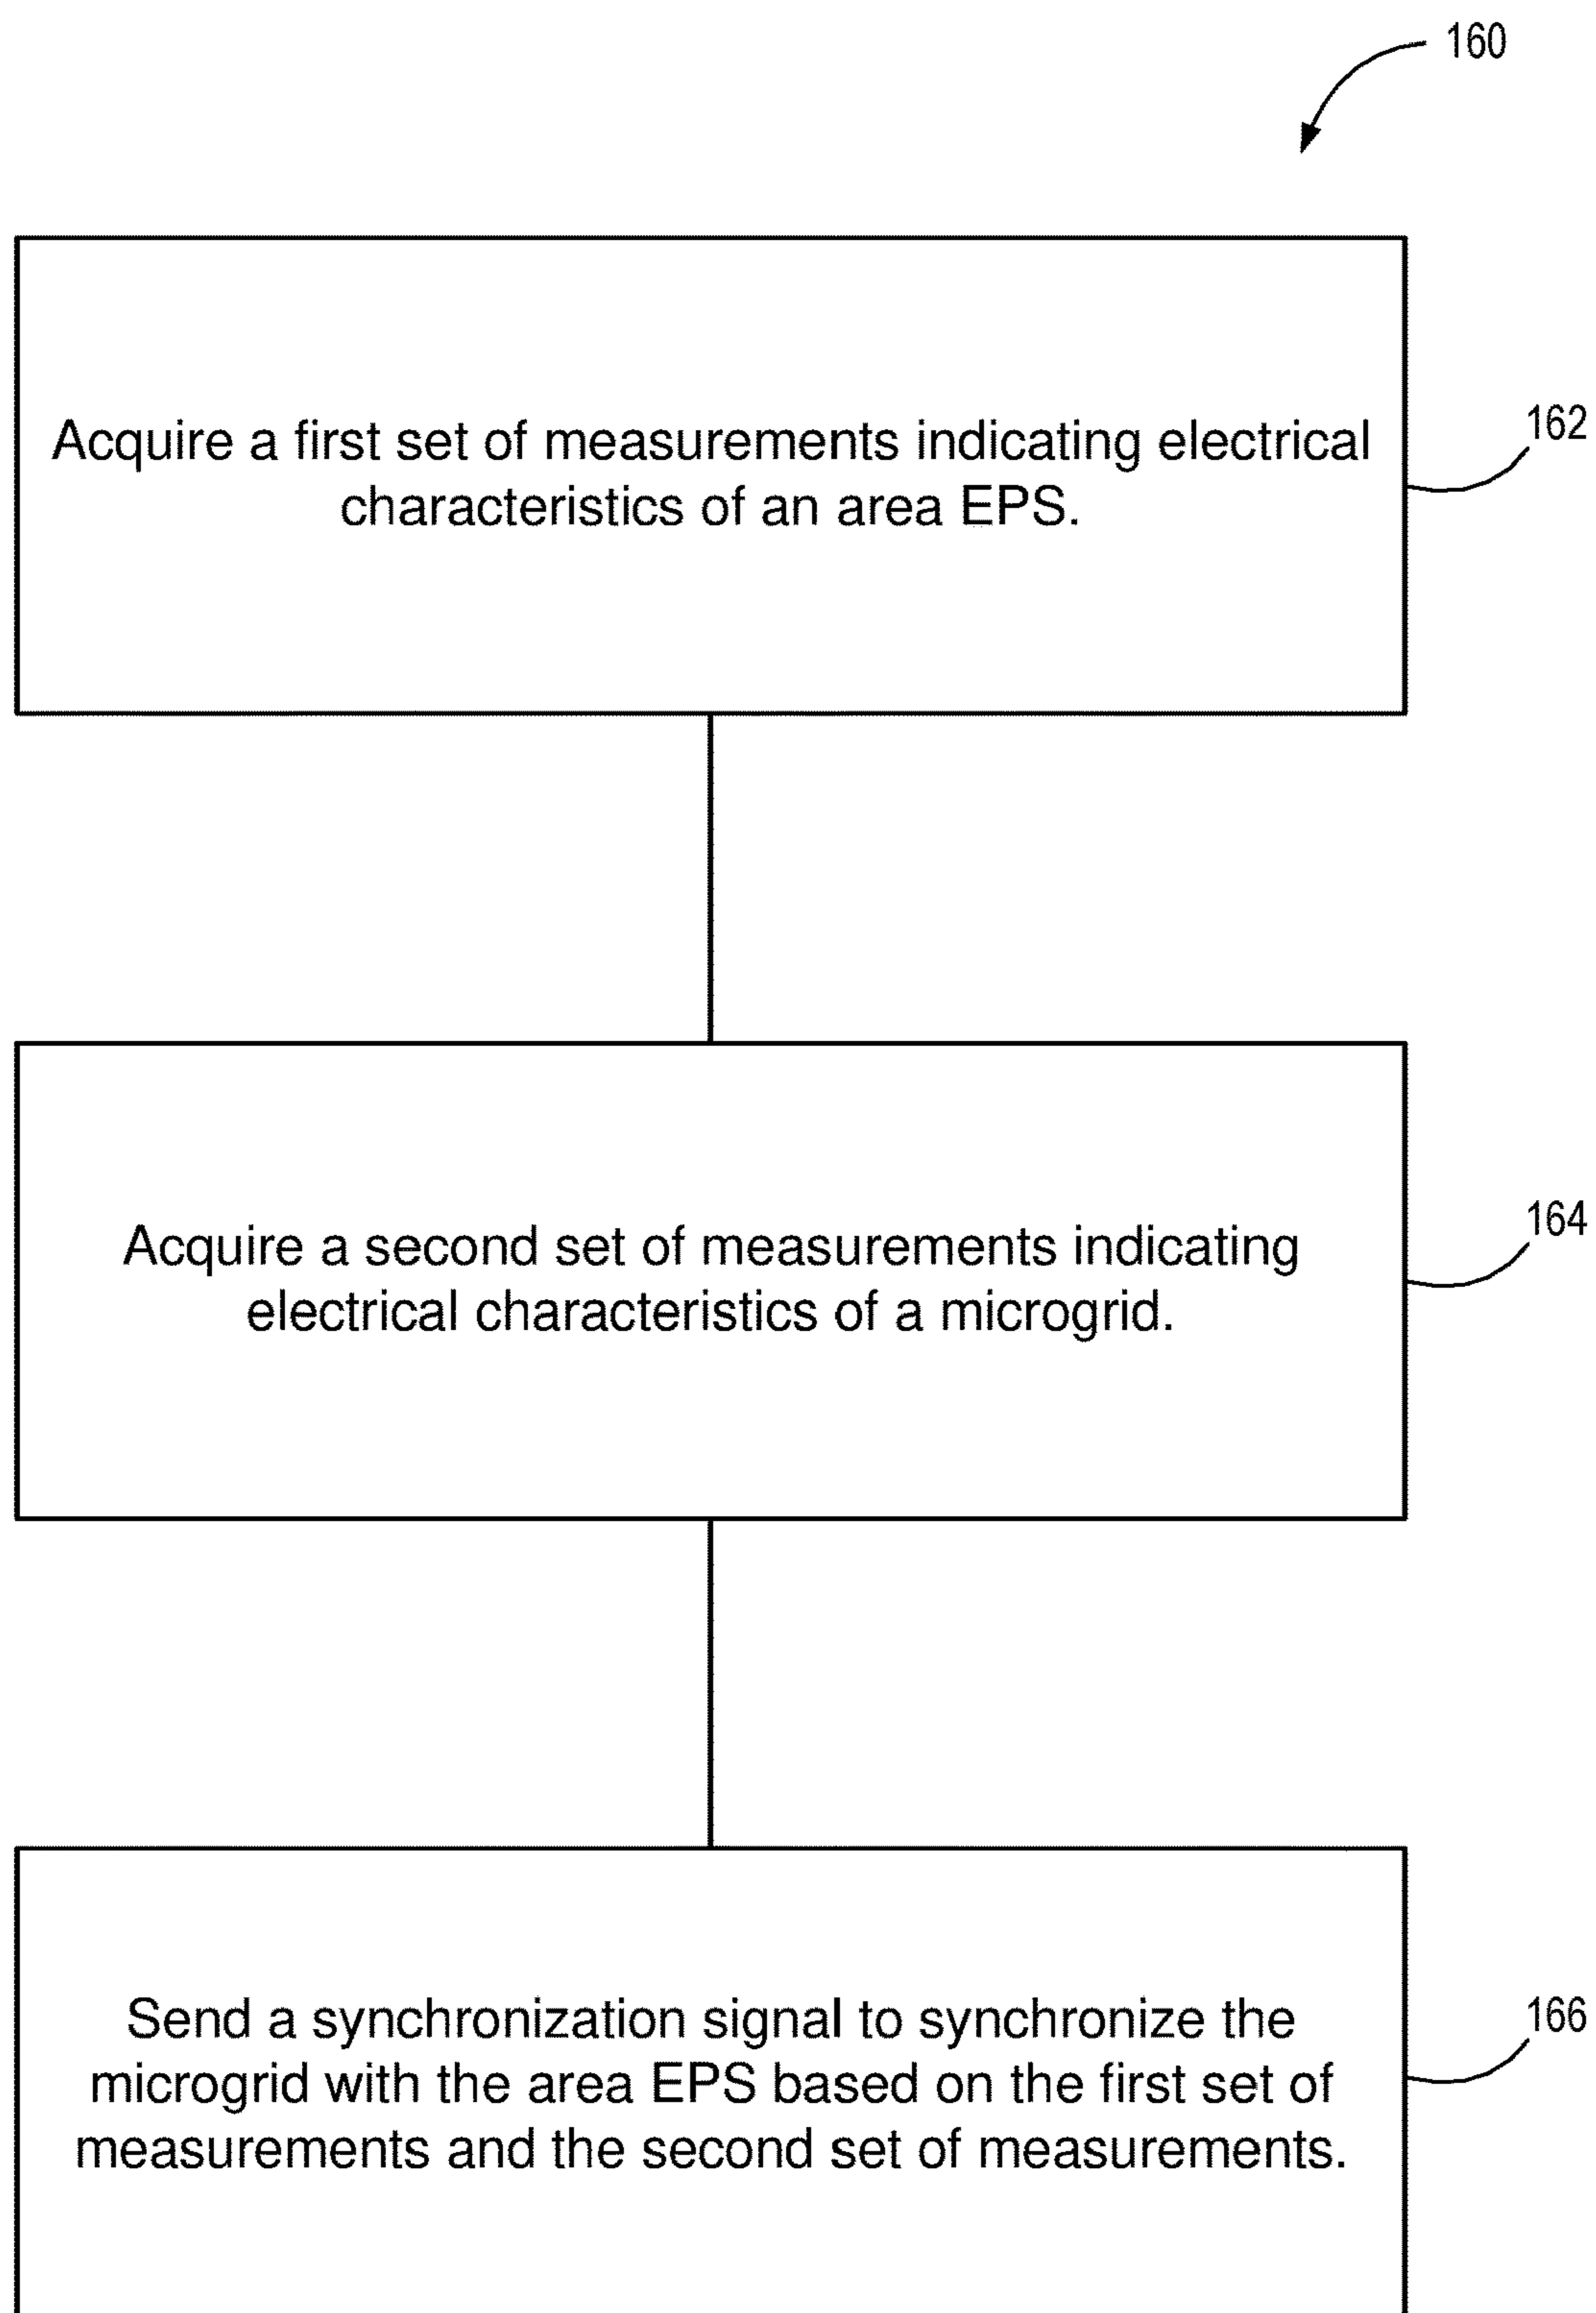 160
Acquire a first set of measurements indicating electrical
characteristics of an area EPS.
162
Acquire a second set of measurements indicating
electrical characteristics of a microgrid.
164
Send a synchronization signal to synchronize the
microgrid with the area EPS based on the first set of
measurements and the second set of measurements.
166